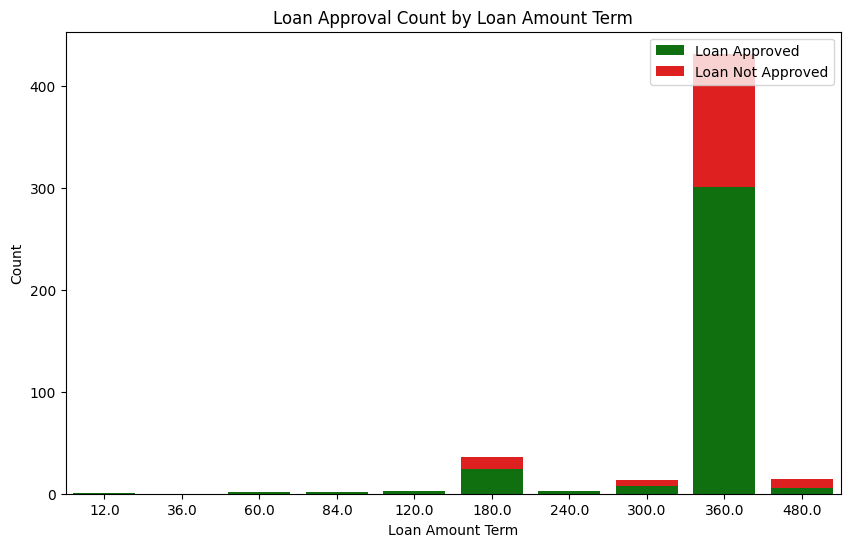 Loan Approval Count by Loan Amount Term
Loan Approved
Loan Not Approved
400
300
200
100
0
Count
12.0 36.0 60.0 84.0 120.0 180.0 240.0 300.0 360.0 480.0
Loan Amount Term